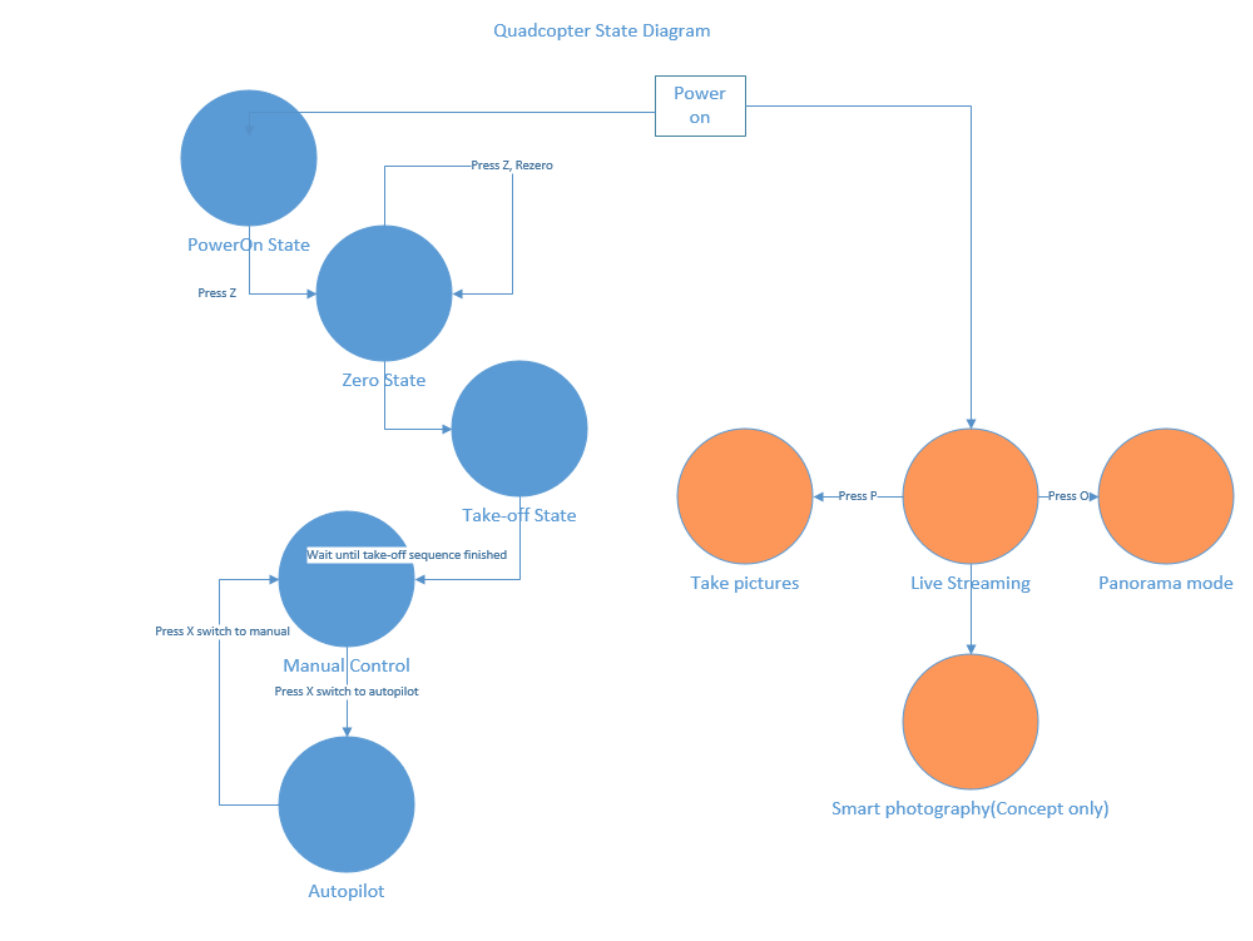 Quadcopter State Diagram
Power
on
Press Z, Rezero
PowerOn State
Press Z
Zero State
Take-off State
Wait until take-off sequence finished
Press X switch to manual
Manual Control
Press X switch to autopilot
Autopilot
Press P
Press O
Take pictures
Live Streaming
Panorama mode
Smart photography(Concept only)